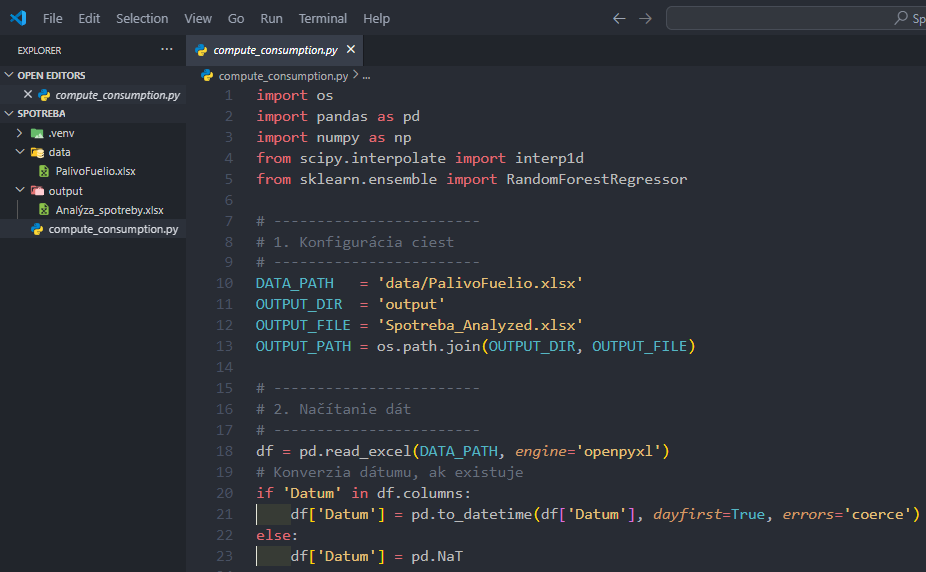 File Edit Selection View Go Run Terminal Help
Sp
EXPLORER
OPEN EDITORS
compute_consumption.py
SPOTREBA
.venv
data
PalivoFuelio.xlsx
output
Analýza_spotreby.xlsx
compute_consumption.py
compute_consumption.py
compute_consumption.py > ...
1 import os
2 import pandas as pd
3 import numpy as np
4 from scipy.interpolate import interp1d
5 from sklearn.ensemble import RandomForestRegressor
6
7 # ------------------------
8 # 1. Konfigurácia ciest
9 # ------------------------
10 DATA_PATH   = 'data/PalivoFuelio.xlsx'
11 OUTPUT_DIR  = 'output'
12 OUTPUT_FILE = 'Spotreba_Analyzed.xlsx'
13 OUTPUT_PATH = os.path.join(OUTPUT_DIR, OUTPUT_FILE)
14
15 # ------------------------
16 # 2. Načítanie dát
17 # ------------------------
18 df = pd.read_excel(DATA_PATH, engine='openpyxl')
19 # Konverzia dátumu, ak existuje
20 if 'Datum' in df.columns:
21     df['Datum'] = pd.to_datetime(df['Datum'], dayfirst=True, errors='coerce')
22 else:
23     df['Datum'] = pd.NaT